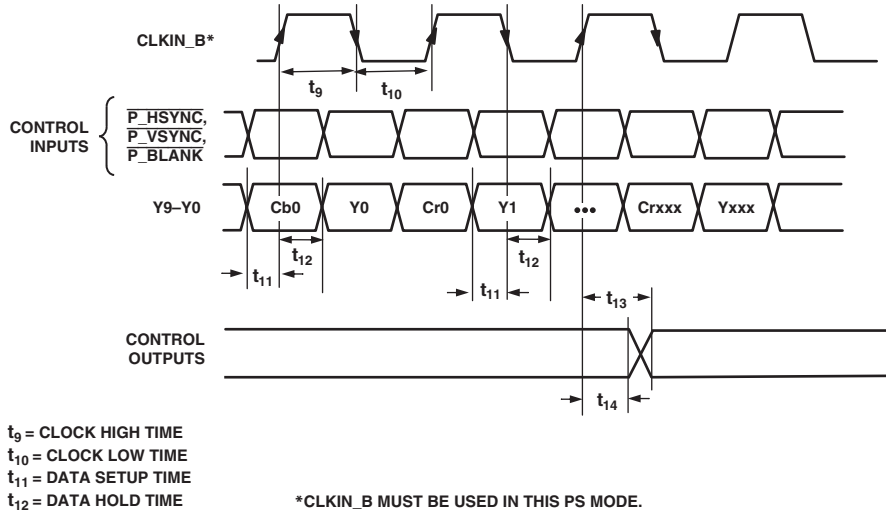 CLKIN_B*
t9
t10
CONTROL INPUTS
P_HSYNC,
P_VSYNC,
P_BLANK
Y9–Y0
Cb0
Y0
Cr0
Y1
•••
Crxxx
Yxxx
t12
t12
t11
t11
t13
CONTROL OUTPUTS
t14
t9 = CLOCK HIGH TIME
t10 = CLOCK LOW TIME
t11 = DATA SETUP TIME
t12 = DATA HOLD TIME
*CLKIN_B MUST BE USED IN THIS PS MODE.